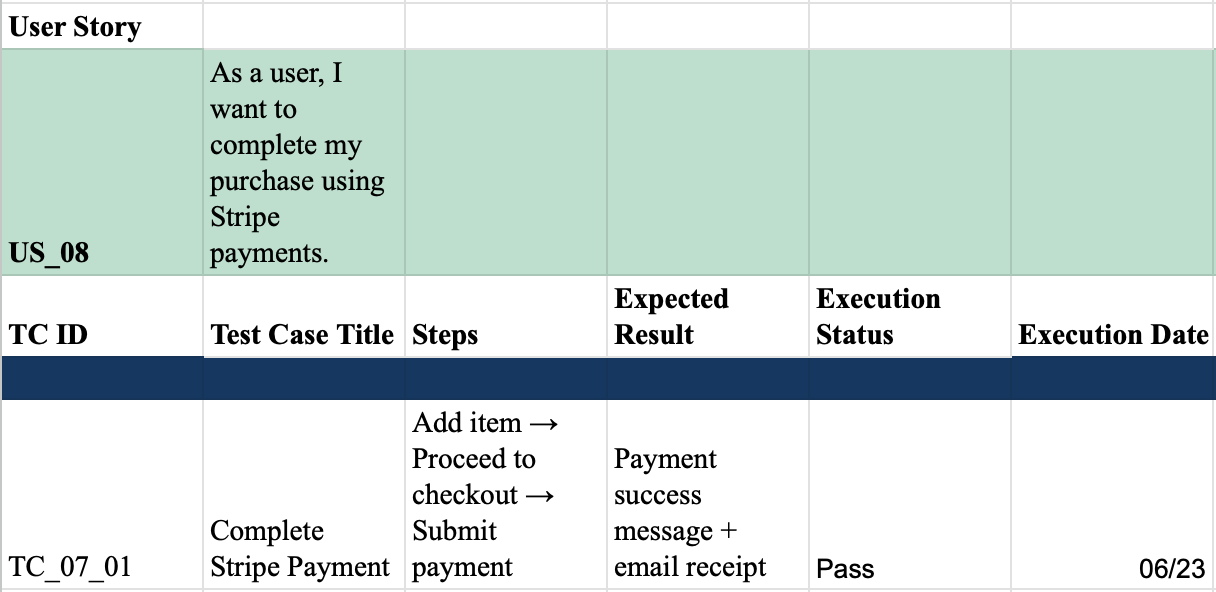 User Story
US_08
As a user, I
want to
complete my
purchase using
Stripe
payments.
TC ID
Test Case Title
Steps
Expected
Result
Execution
Status
Execution Date
TC_07_01
Complete
Stripe Payment
Add item →
Proceed to
checkout →
Submit
payment
Payment
success
message +
email receipt
Pass
06/23